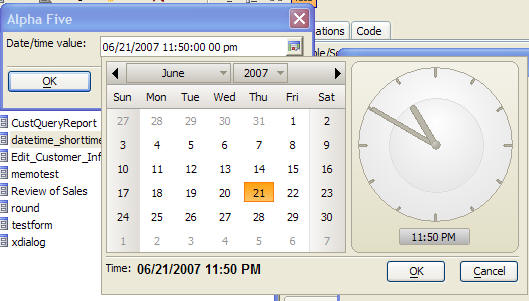 Alpha Five
Date/time value: 06/21/2007 11:50:00 00 pm
OK
ations Code
June 2007
Sun Mon Tue Wed Thu Fri Sat
27 28 29 30 31 1 2
3 4 5 6 7 8 9
10 11 12 13 14 15 16
17 18 19 20 21 22 23
24 25 26 27 28 29 30
1 2 3 4 5 6 7
11:50 PM
Time: 06/21/2007 11:50 PM
OK Cancel
CustQueryReport
datetime_shorttime
Edit_Customer_Inf
memotest
Review of Sales
round
testform
xdialog